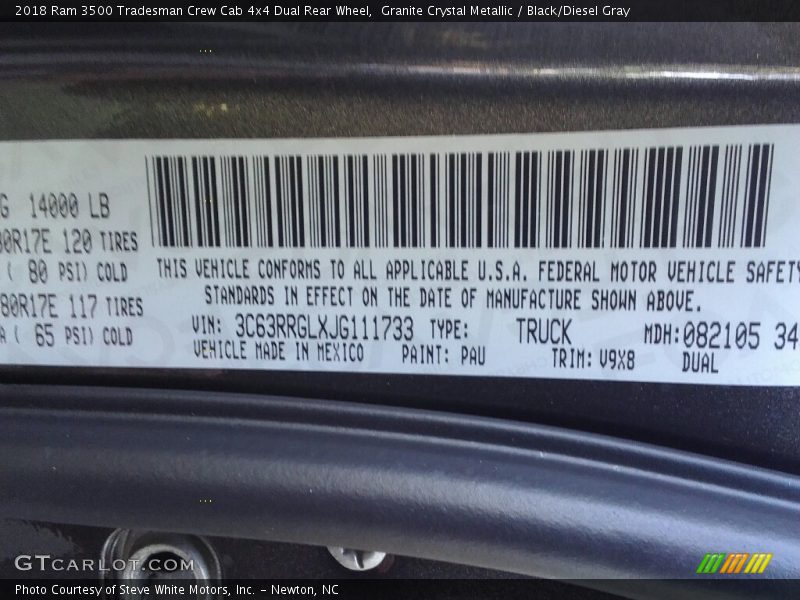 2018 Ram 3500 Tradesman Crew Cab 4x4 Dual Rear Wheel,  Granite Crystal Metallic / Black/Diesel Gray
G 14000 LB
80R17E 120 TIRES
( 80 PSI) COLD
80R17E 117 TIRES
A ( 65 PSI) COLD
THIS VEHICLE CONFORMS TO ALL APPLICABLE U.S.A. FEDERAL MOTOR VEHICLE SAFETY
STANDARDS IN EFFECT ON THE DATE OF MANUFACTURE SHOWN ABOVE.
VIN: 3C63RRGLXJG111733 TYPE: TRUCK MDH:082105 34
VEHICLE MADE IN MEXICO PAINT: PAU TRIM: V9X8 DUAL
GTCARLOT.COM
Photo Courtesy of Steve White Motors, Inc. – Newton, NC